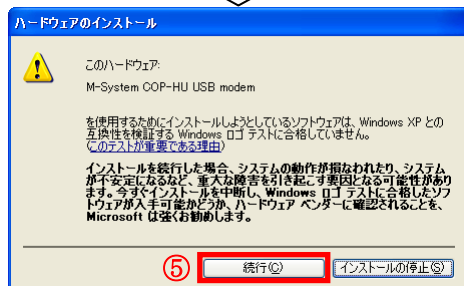 ハードウェアのインストール
このハードウェア:
M-System COP-HU USB modem
を使用するためにインストールしようとしているソフトウェアは、Windows XP との
互換性を検証する Windows ロゴ テストに合格していません。
(このテストが重要である理由)
インストールを続行した場合、システムの動作が損なわれたり、システム
が不安定になるなど、重大な障害を引き起こす要因となる可能性があり
ます。今すぐインストールを中断し、Windows ロゴ テストに合格したソフ
トウェアが入手可能かどうか、ハードウェア ベンダーに確認されることを、
Microsoft は強くお勧めします。
⑤ 続行(C) インストールの停止(S)